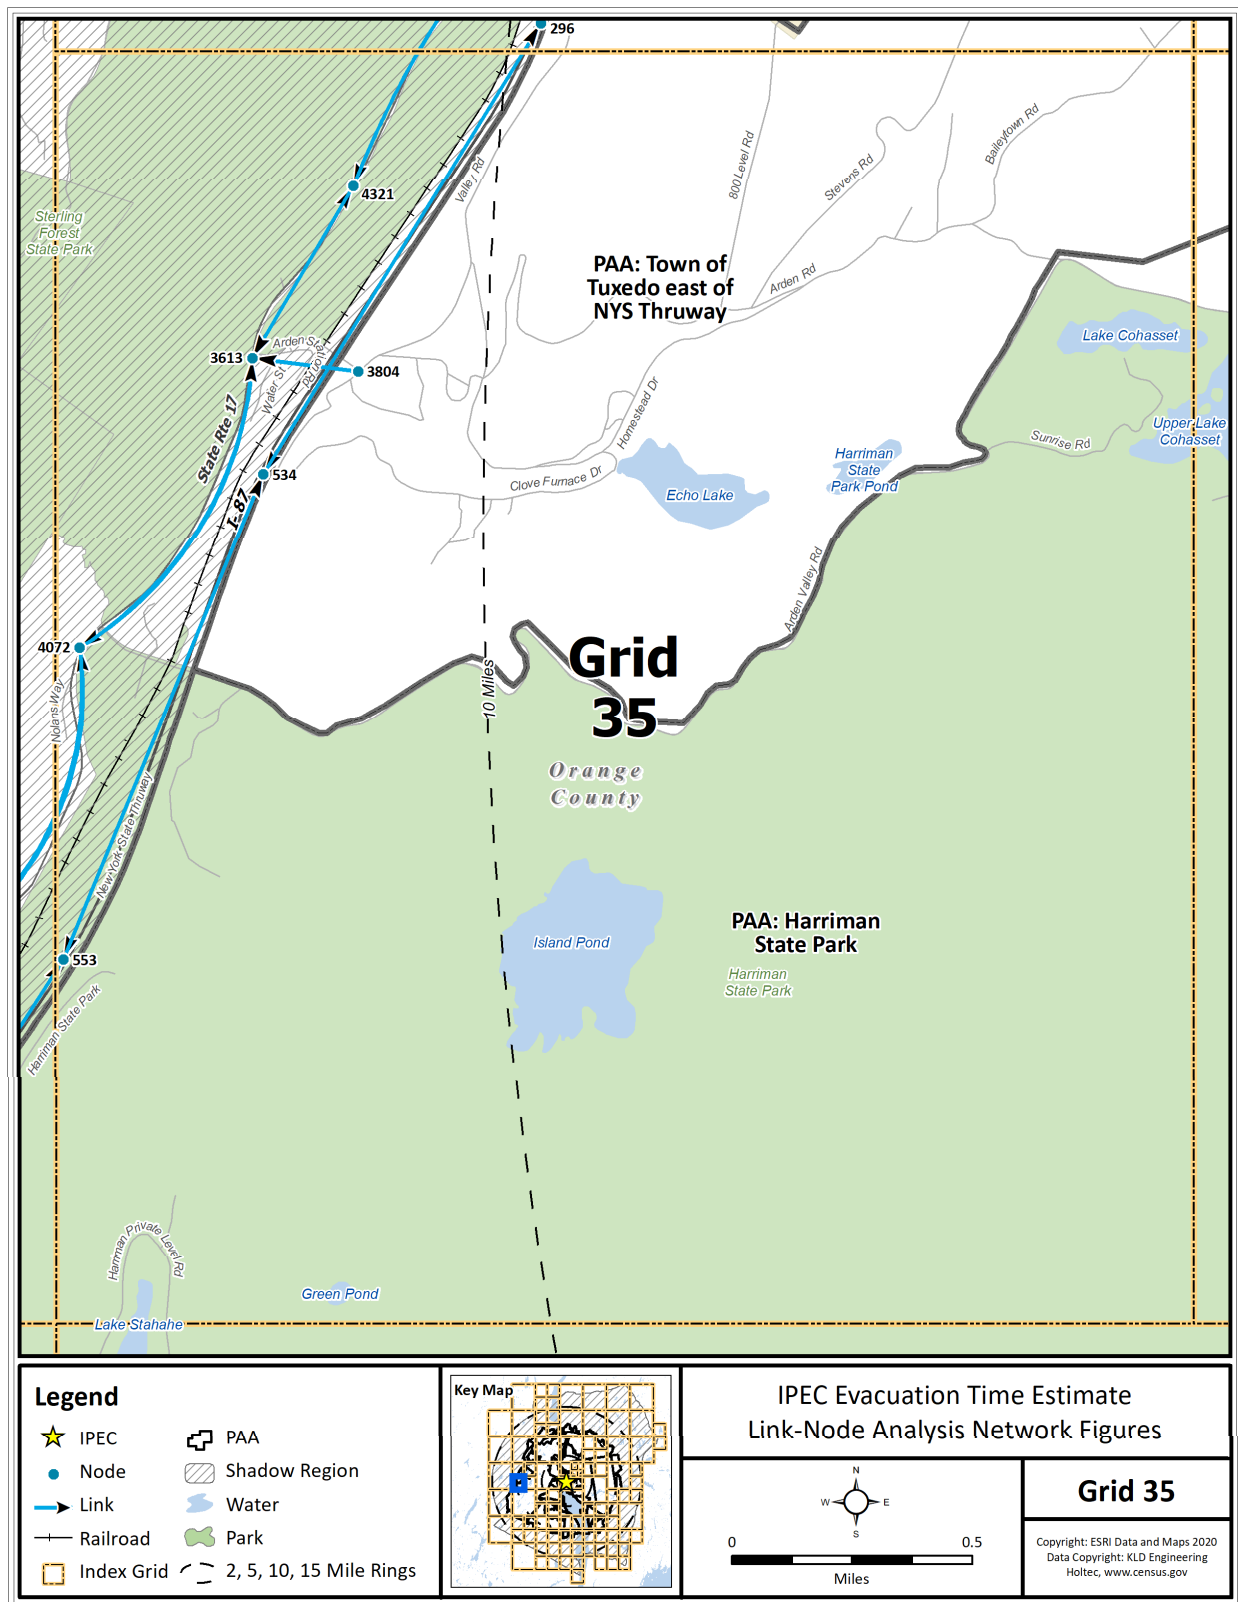 296
Valley Rd
800 Level Rd
Stevens Rd
Baileytown Rd
4321
Sterling
Forest
State Park
PAA: Town of
Tuxedo east of
NYS Thruway
Arden Rd
Lake Cohasset
Arden Station Rd
3613
3804
Water St
State Rte 17
Homestead Dr
Upper Lake
Cohasset
Sunrise Rd
Harriman
State
Park Pond
534
Clove Furnace Dr
Echo Lake
I-87
Arden Valley Rd
4072
Grid
35
10 Miles
Nolans Way
Orange
County
New York State Thruway
PAA: Harriman
State Park
Island Pond
553
Harriman
State Park
Harriman State Park
Harriman Private Level Rd
Green Pond
Lake Stahahe
Legend
IPEC
PAA
Node
Shadow Region
Link
Water
Railroad
Park
Index Grid
2, 5, 10, 15 Mile Rings
Key Map
IPEC Evacuation Time Estimate
Link-Node Analysis Network Figures
N
W
E
S
0
0.5
Miles
Grid 35
Copyright: ESRI Data and Maps 2020
Data Copyright: KLD Engineering
Holtec, www.census.gov